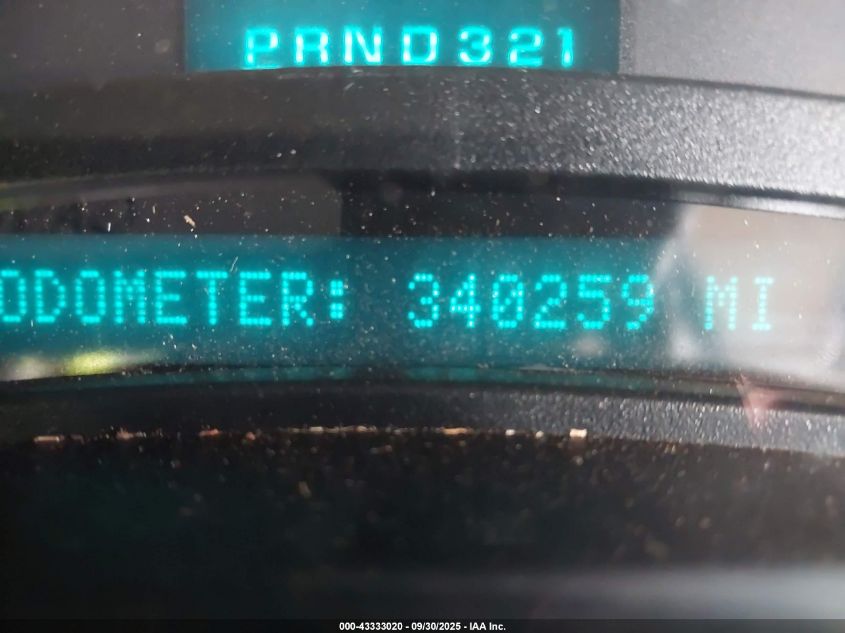 PRND321
ODOMETER: 340259 MI
000-43333020 - 09/30/2025 - IAA Inc.